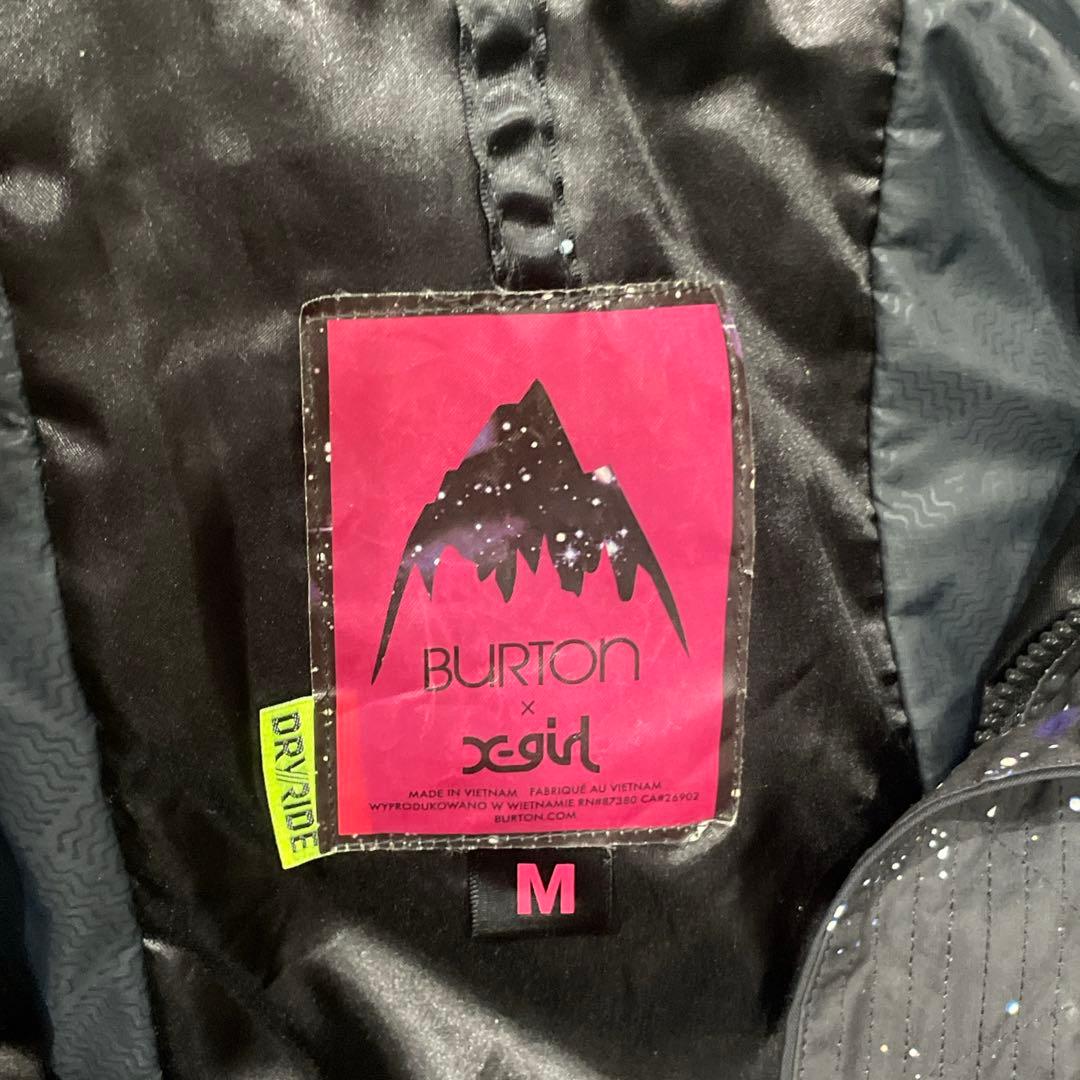 BURTON
×
x-girl
MADE IN VIETNAM FABRIQUÉ AU VIETNAM
WYPRODUKOWANO W WIETNAMIE RN#87380 CA#26902
BURTON.COM
DRY//RIDE
M